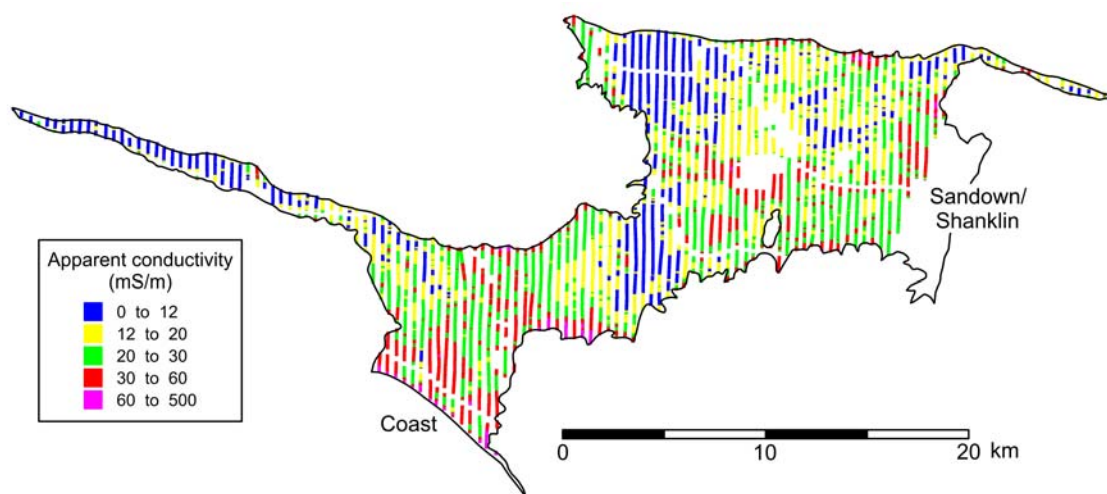 Sandown/
Shanklin
Apparent conductivity
(mS/m)
0 to 12
12 to 20
20 to 30
30 to 60
60 to 500
Coast
0 10 20 km